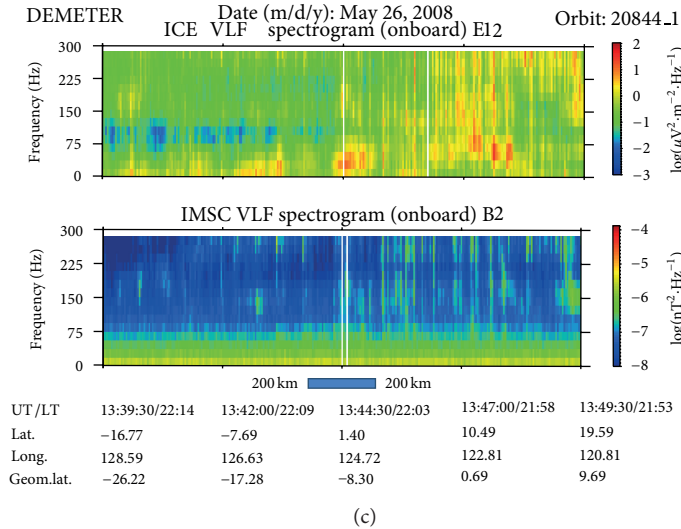 DEMETER Date (m/d/y): May 26, 2008 Orbit: 20844_1
ICE VLF spectrogram (onboard) E12
300
225
150
75
0
Frequency (Hz)
2
1
0
−1
−2
−3
log(μV²·m⁻²·Hz⁻¹)
IMSC VLF spectrogram (onboard) B2
300
225
150
75
0
Frequency (Hz)
−4
−5
−6
−7
−8
log(nT²·Hz⁻¹)
200 km 200 km
UT/LT 13:39:30/22:14 13:42:00/22:09 13:44:30/22:03 13:47:00/21:58 13:49:30/21:53
Lat. −16.77 −7.69 1.40 10.49 19.59
Long. 128.59 126.63 124.72 122.81 120.81
Geom.lat. −26.22 −17.28 −8.30 0.69 9.69
(c)